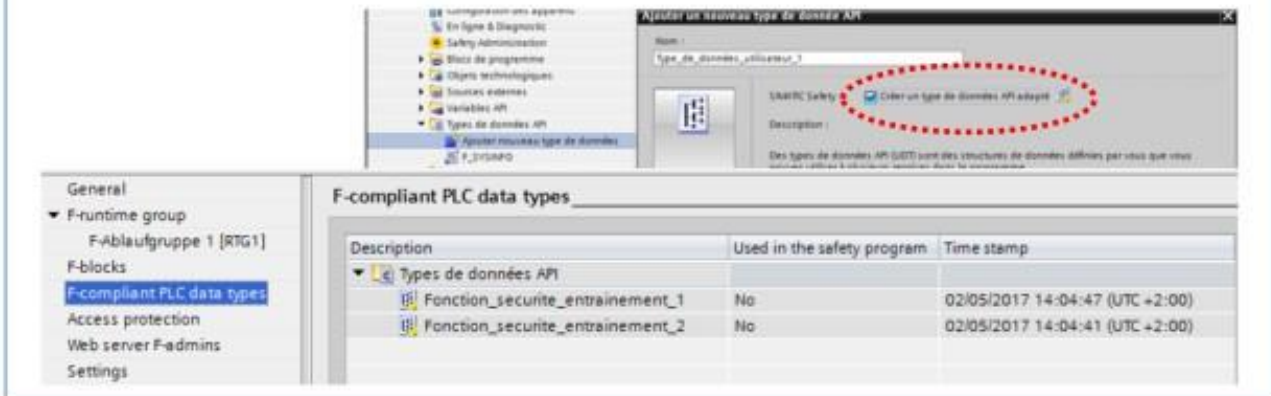 Configuration des appareils
En ligne & Diagnostic
Safety Administration
Blocs de programme
Objets technologiques
Sources externes
Variables API
Types de données API
Ajouter nouveau type de données
F_SYSINFO
Ajouter un nouveau type de donnée API
Nom :
Type_de_données_utilisateur_1
SIMATIC Safety : Créer un type de données API adapté
Description :
Des types de données API (UDT) sont des structures de données définies par vous que vous
General
F-runtime group
F-Ablaufgruppe 1 [RTG1]
F-blocks
F-compliant PLC data types
Access protection
Web server F-admins
Settings
F-compliant PLC data types
Description Used in the safety program Time stamp
Types de données API
Fonction_securite_entrainement_1 No 02/05/2017 14:04:47 (UTC +2:00)
Fonction_securite_entrainement_2 No 02/05/2017 14:04:41 (UTC +2:00)